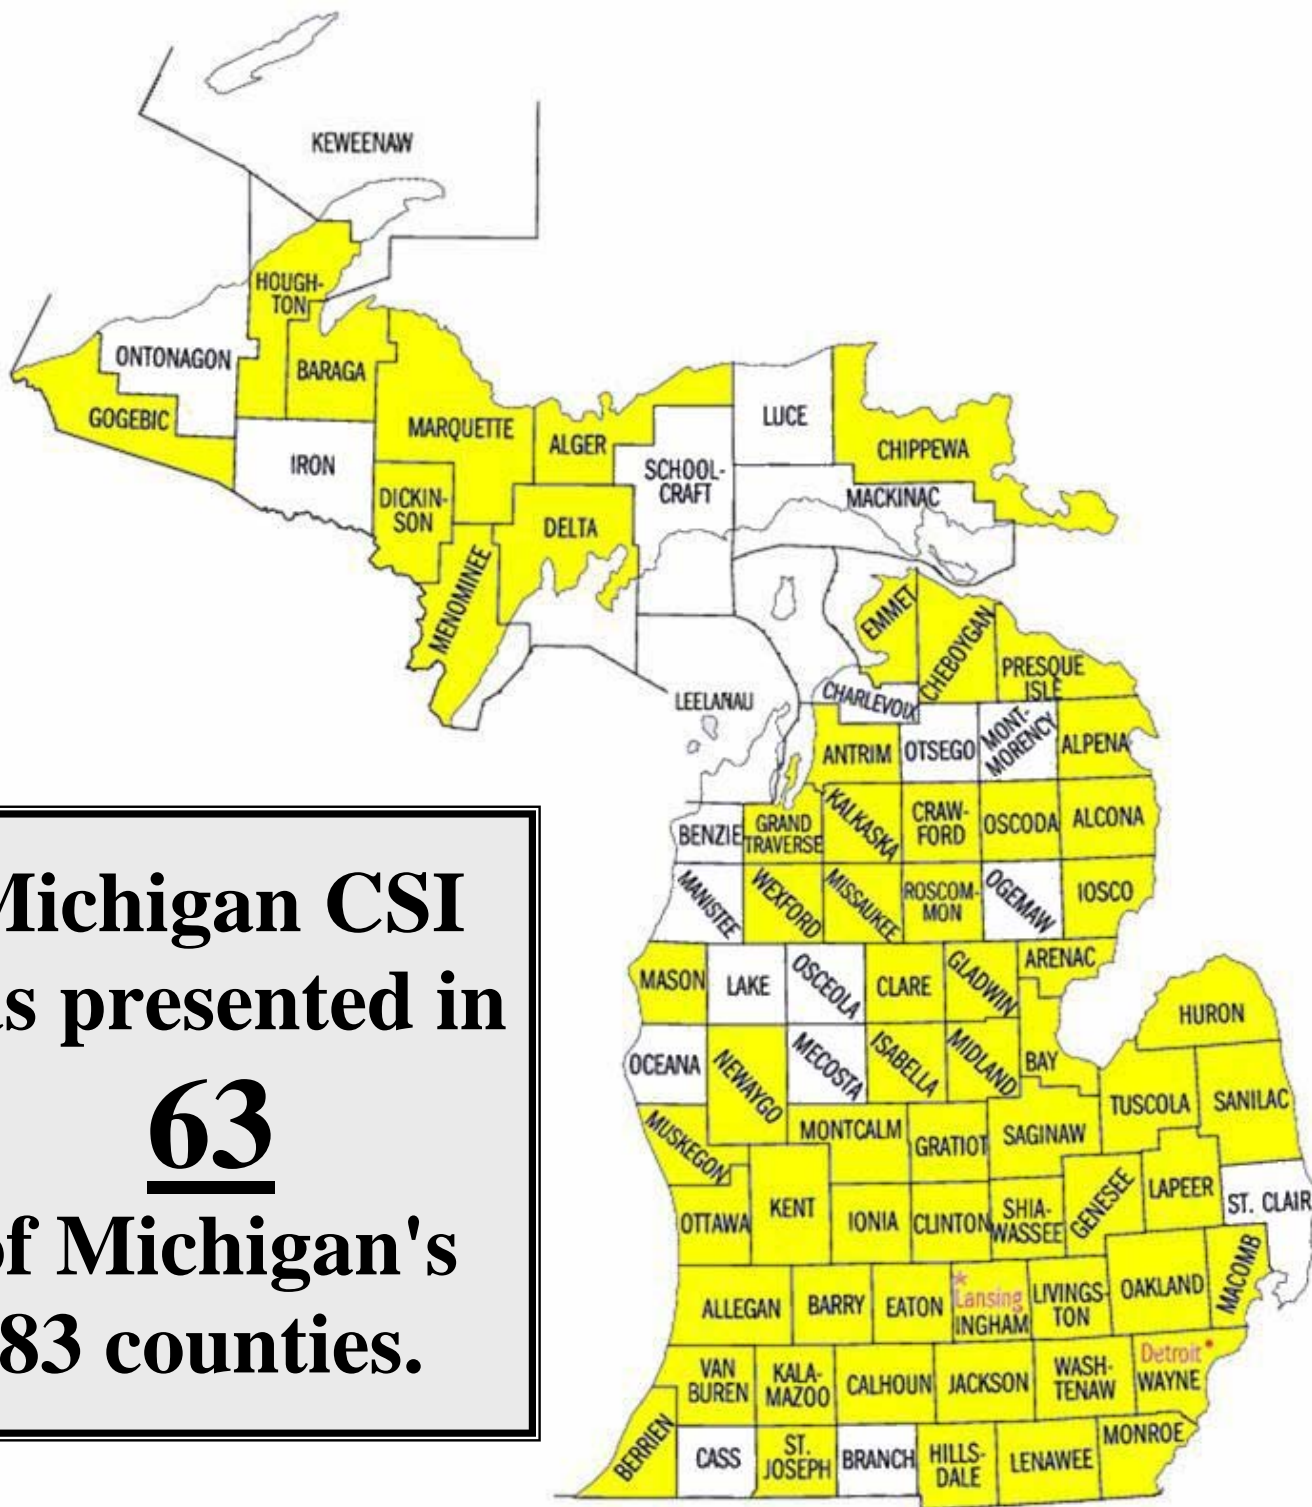 KEWEENAW
HOUGH-
TON
ONTONAGON
BARAGA
GOGEBIC
MARQUETTE
ALGER
LUCE
CHIPPEWA
IRON
SCHOOL-
CRAFT
MACKINAC
DICKIN-
SON
DELTA
MENOMINEE
EMMET
CHEBOYGAN
PRESQUE
ISLE
LEELANAU
CHARLEVOIX
ANTRIM
OTSEGO
MONT-
MORENCY
ALPENA
BENZIE
GRAND
TRAVERSE
KALKASKA
CRAW-
FORD
OSCODA
ALCONA
MANISTEE
WEXFORD
MISSAUKEE
ROSCOM-
MON
OGEMAW
IOSCO
MASON
LAKE
OSCEOLA
CLARE
GLADWIN
ARENAC
HURON
OCEANA
NEWAYGO
MECOSTA
ISABELLA
MIDLAND
BAY
TUSCOLA
SANILAC
MUSKEGON
MONTCALM
GRATIOT
SAGINAW
OTTAWA
KENT
IONIA
CLINTON
SHIA-
WASSEE
GENESEE
LAPEER
ST. CLAIR
ALLEGAN
BARRY
EATON
* Lansing
INGHAM
LIVINGS-
TON
OAKLAND
MACOMB
VAN
BUREN
KALA-
MAZOO
CALHOUN
JACKSON
WASH-
TENAW
Detroit
WAYNE
BERRIEN
CASS
ST.
JOSEPH
BRANCH
HILLS-
DALE
LENAWEE
MONROE
Michigan CSI
presented in
63
of Michigan's
83 counties.